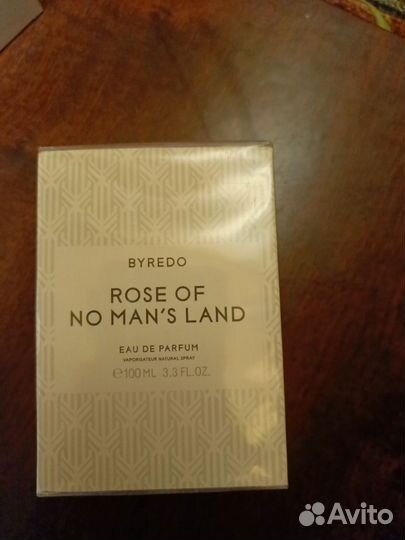 BYREDO
ROSE OF
NO MAN'S LAND
EAU DE PARFUM
VAPORISATEUR NATURAL SPRAY
℮100 ML 3.3 FL.OZ.
Avito